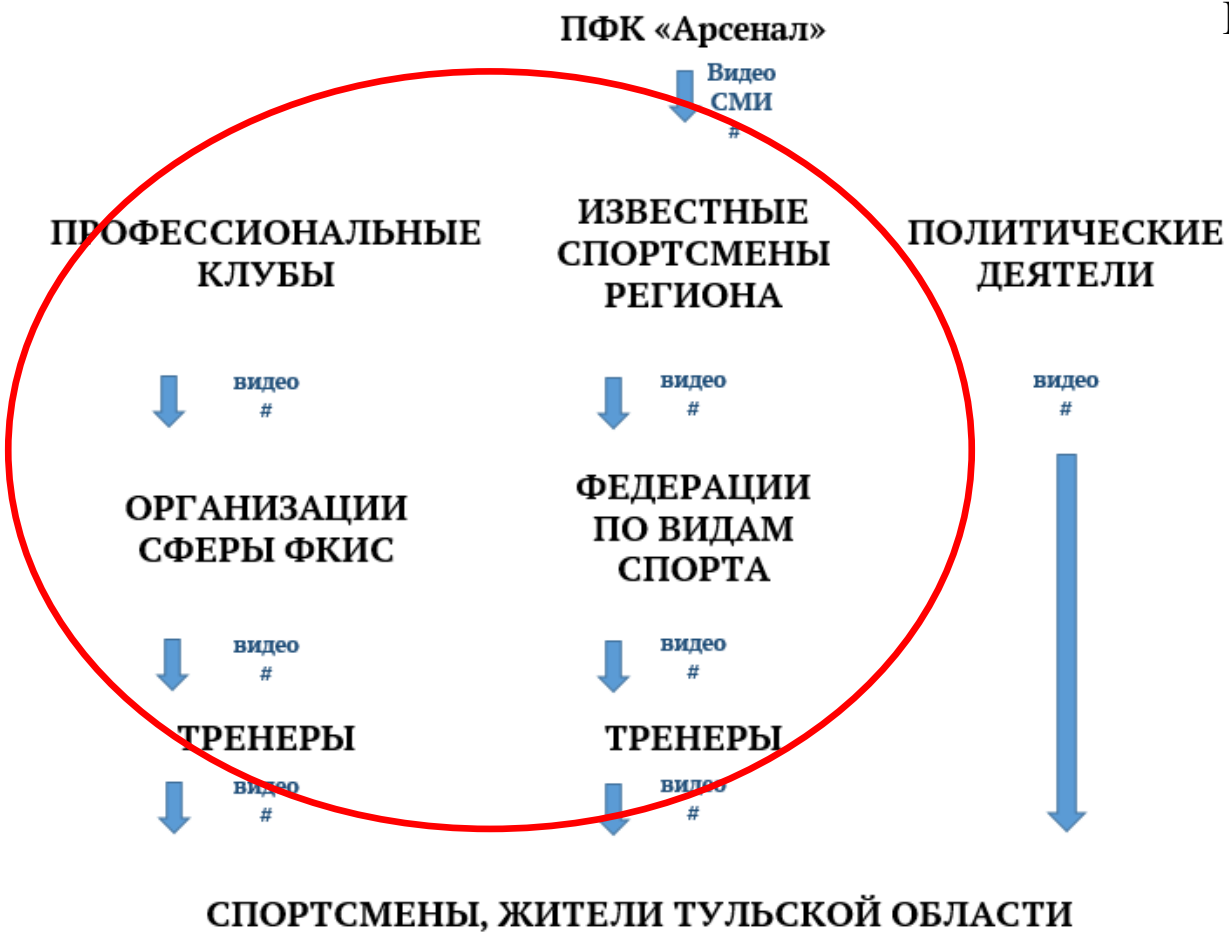 ПФК «Арсенал»
Видео
СМИ
#
ПРОФЕССИОНАЛЬНЫЕ
КЛУБЫ
ИЗВЕСТНЫЕ
СПОРТСМЕНЫ
РЕГИОНА
ПОЛИТИЧЕСКИЕ
ДЕЯТЕЛИ
видео
#
видео
#
видео
#
ОРГАНИЗАЦИИ
СФЕРЫ ФКИС
ФЕДЕРАЦИИ
ПО ВИДАМ
СПОРТА
видео
#
видео
#
ТРЕНЕРЫ
ТРЕНЕРЫ
видео
#
видео
#
СПОРТСМЕНЫ, ЖИТЕЛИ ТУЛЬСКОЙ ОБЛАСТИ